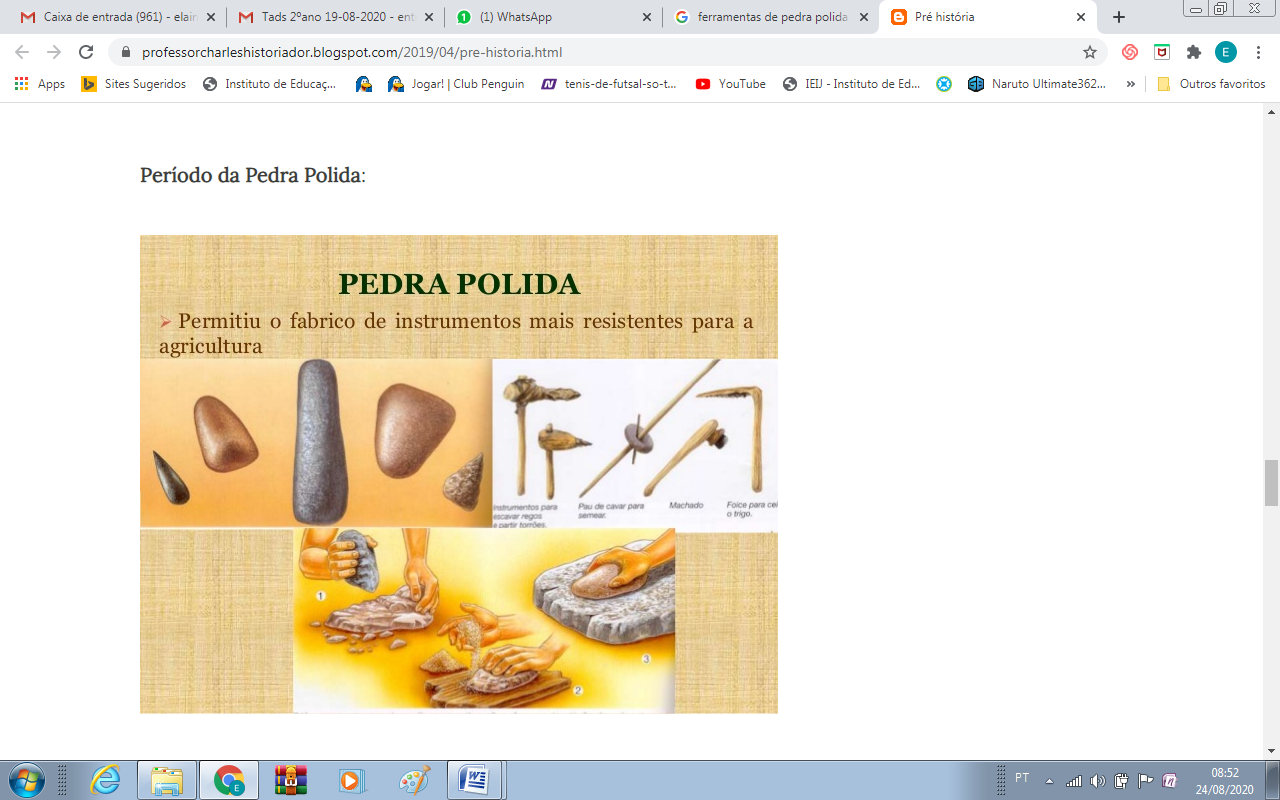 Caixa de entrada (961) - elain
Tads 2ºano 19-08-2020 - ent
(1) WhatsApp
ferramentas de pedra polida
Pré história
professorcharleshistoriador.blogspot.com/2019/04/pre-historia.html
E
Apps
Sites Sugeridos
Instituto de Educaç...
Jogar! | Club Penguin
tenis-de-futsal-so-t...
YouTube
IEIJ - Instituto de Ed...
Naruto Ultimate362...
»
Outros favoritos
Período da Pedra Polida:
PEDRA POLIDA
Permitiu o fabrico de instrumentos mais resistentes para a
agricultura
Instrumentos para
escavar regos
e partir torrões.
Pau de cavar para
semear.
Machado
Foice para cei
o trigo.
1
2
3
PT
08:52
24/08/2020